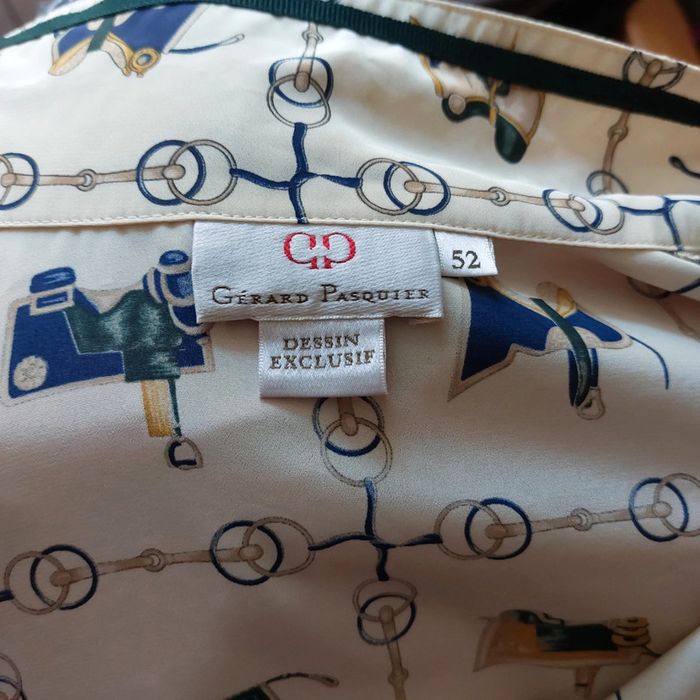 GP
GÉRARD PASQUIER
52
DESSIN
EXCLUSIF